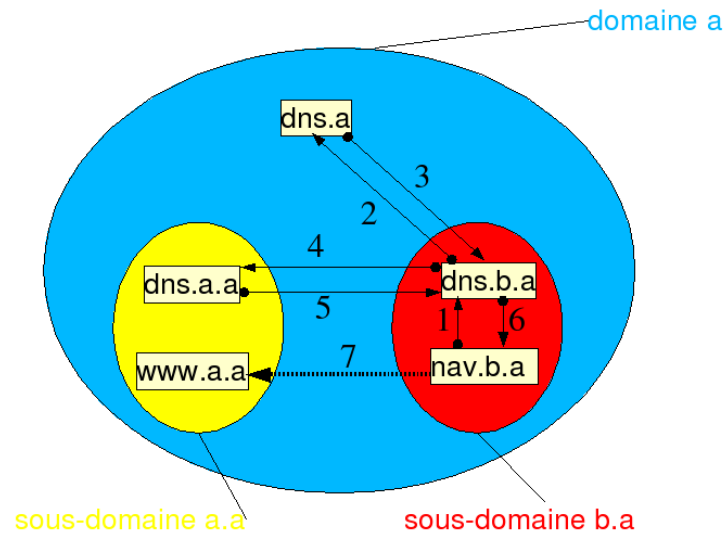 domaine a
dns.a
3
2
4
dns.a.a
dns.b.a
5
1
6
7
www.a.a
nav.b.a
sous-domaine a.a
sous-domaine b.a